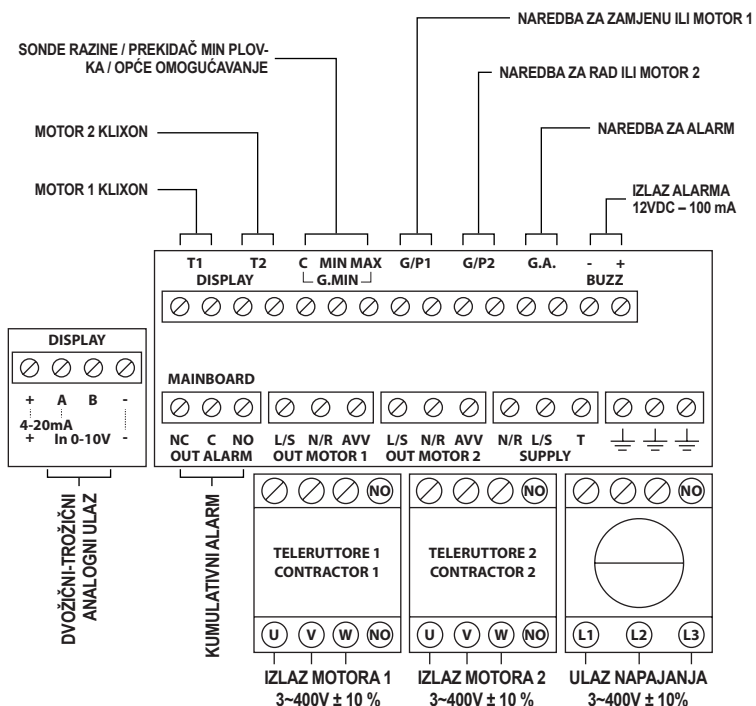 NAREDBA ZA ZAMJENU ILI MOTOR 1
SONDE RAZINE / PREKIDAČ MIN PLOV-
KA / OPĆE OMOGUĆAVANJE
NAREDBA ZA RAD ILI MOTOR 2
MOTOR 2 KLIXON
NAREDBA ZA ALARM
MOTOR 1 KLIXON
IZLAZ ALARMA
12VDC – 100 mA
T1 T2 C MIN MAX G/P1 G/P2 G.A. - +
DISPLAY G.MIN BUZZ
DISPLAY
+ A B -
4-20mA
+ In 0-10V -
DVOŽIČNI-TROŽIČNI
ANALOGNI ULAZ
MAINBOARD
NC C NO L/S N/R AVV L/S N/R AVV N/R L/S T
OUT ALARM OUT MOTOR 1 OUT MOTOR 2 SUPPLY
KUMULATIVNI ALARM
NO NO NO
TELERUTTORE 1
CONTRACTOR 1
TELERUTTORE 2
CONTRACTOR 2
U V W NO U V W NO L1 L2 L3
IZLAZ MOTORA 1
3~400V ± 10 %
IZLAZ MOTORA 2
3~400V ± 10 %
ULAZ NAPAJANJA
3~400V ± 10%